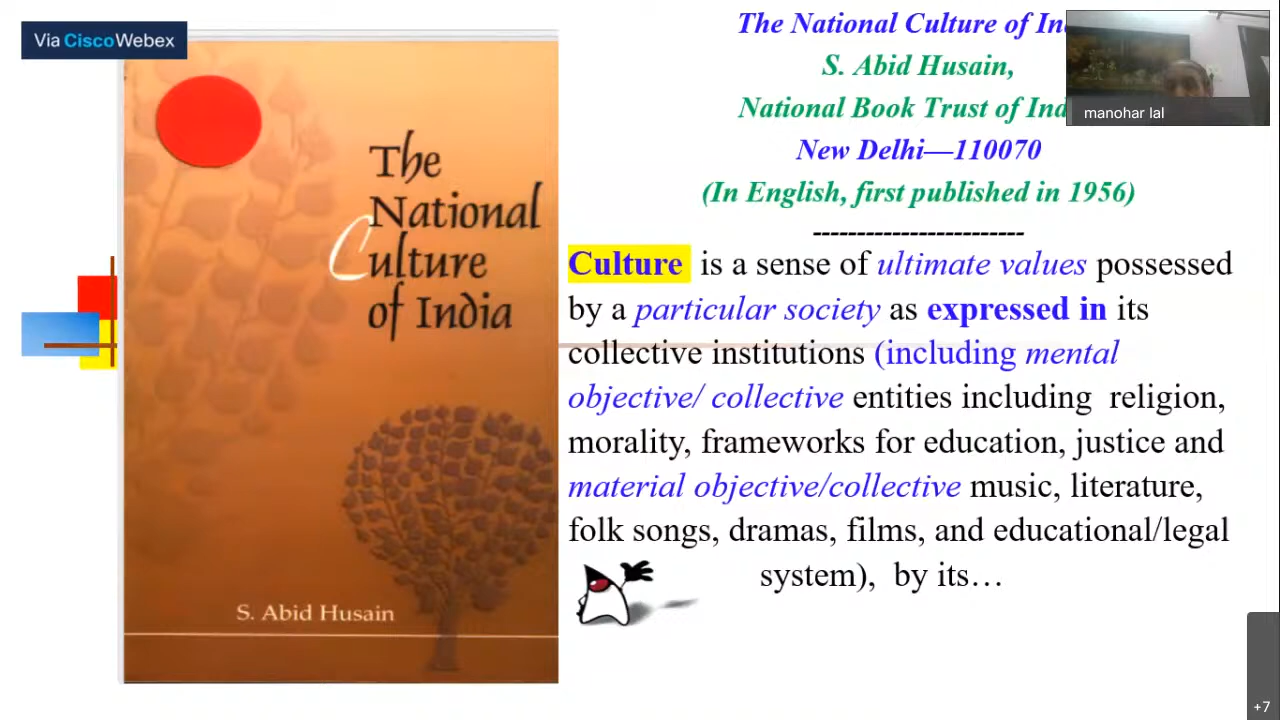 Via Cisco Webex
The
National
Culture
of India
S. Abid Husain
The National Culture of
S. Abid Husain,
National Book Trust of
New Delhi—110070
(In English, first published in 1956)
------------------------
Culture is a sense of ultimate values possessed
by a particular society as expressed in its
collective institutions (including mental
objective/ collective entities including religion,
morality, frameworks for education, justice and
material objective/collective music, literature,
folk songs, dramas, films, and educational/legal
system), by its…
manohar lal
+7